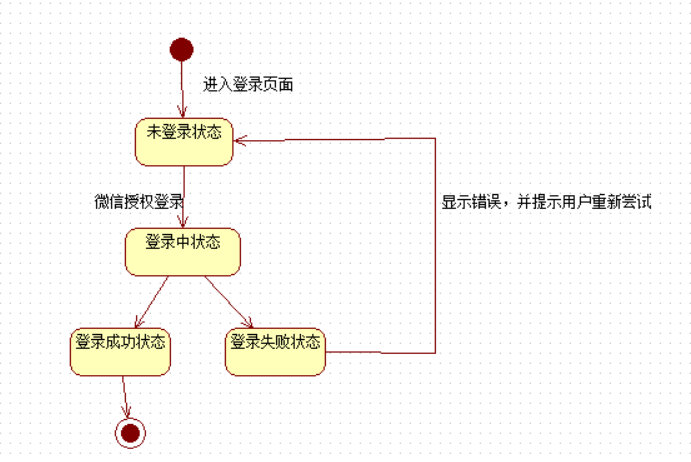 进入登录页面
未登录状态
微信授权登录
显示错误，并提示用户重新尝试
登录中状态
登录成功状态
登录失败状态